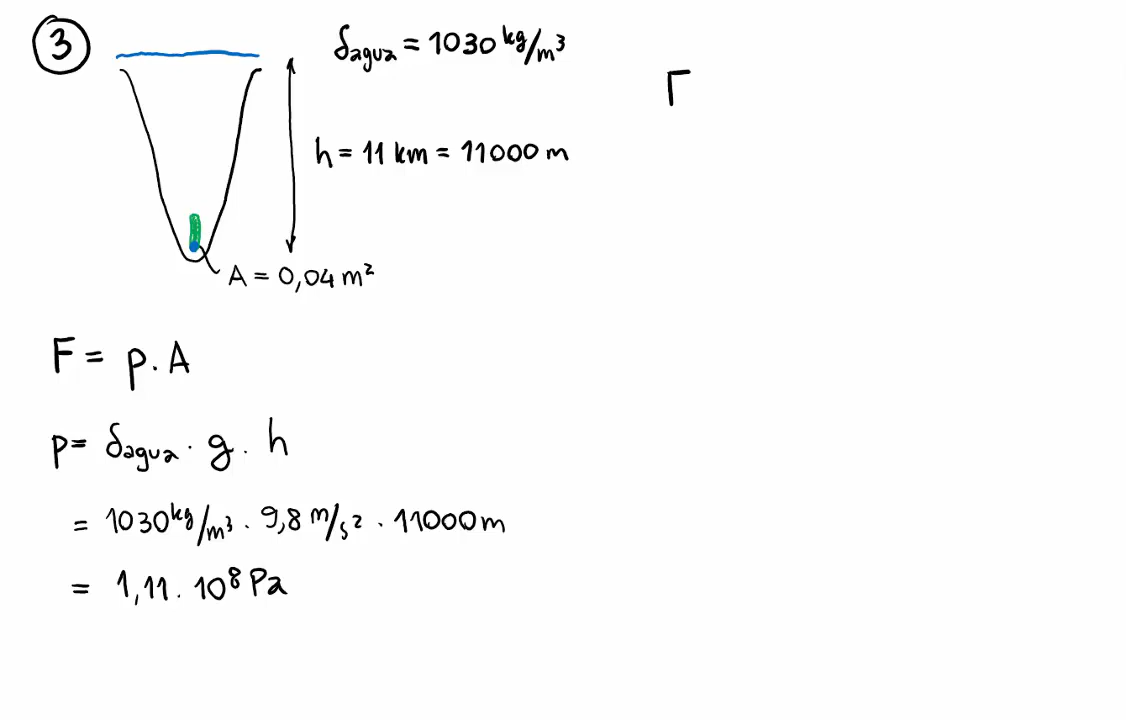 3
δagua = 1030 kg/m³
h = 11 km = 11000 m
A = 0,04 m²
F = p. A
p = δagua · g · h
= 1030 kg/m³ · 9,8 m/s² · 11000 m
= 1,11 . 10⁸ Pa